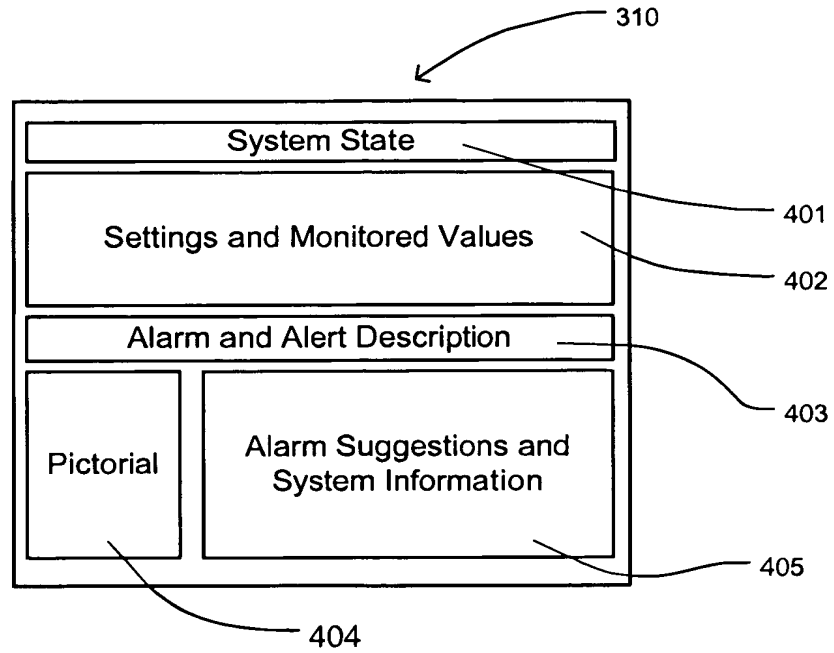 310
System State
401
Settings and Monitored Values
402
Alarm and Alert Description
403
Pictorial
Alarm Suggestions and
System Information
405
404